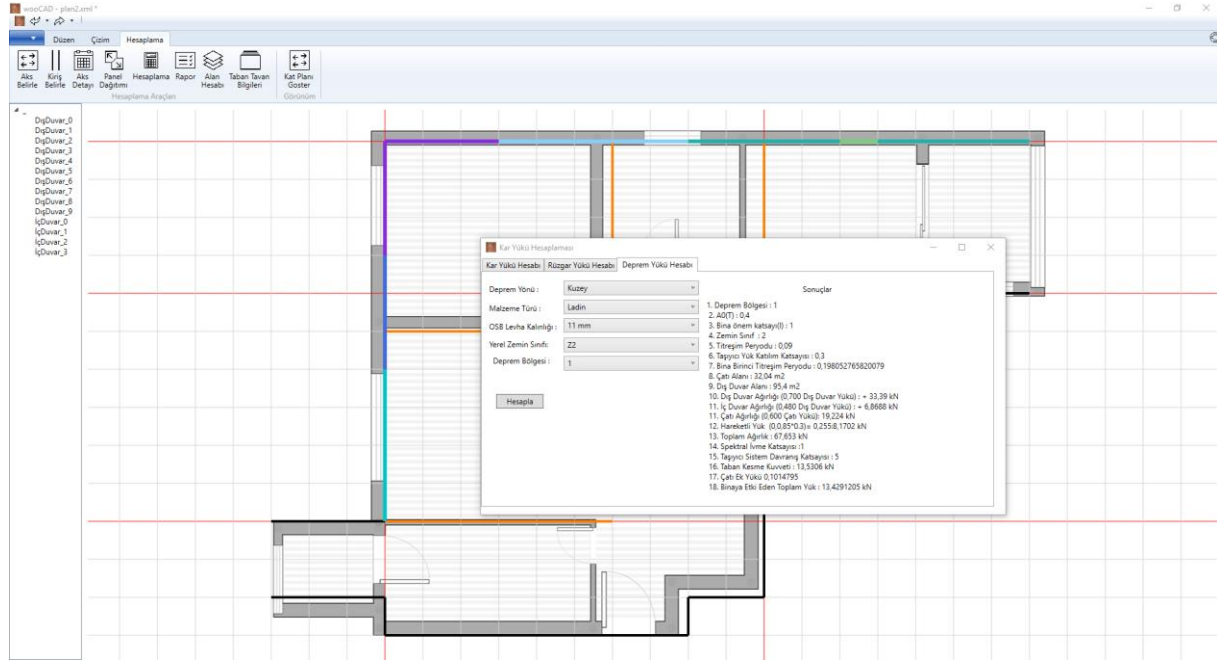 wooCAD - plan2.xml *
Düzen Çizim Hesaplama
Aks Belirle
Kiriş Belirle
Aks Detayı
Panel Dağıtımı
Hesaplama
Rapor
Alan Hesabı
Taban Tavan Bilgileri
Kat Planı Goster
Hesaplama Araçları
Görünüm
DışDuvar_0
DışDuvar_1
DışDuvar_2
DışDuvar_3
DışDuvar_4
DışDuvar_5
DışDuvar_6
DışDuvar_7
DışDuvar_8
DışDuvar_9
İçDuvar_0
İçDuvar_1
İçDuvar_2
İçDuvar_3
Kar Yükü Hesaplaması
Kar Yükü Hesabı Rüzgar Yükü Hesabı Deprem Yükü Hesabı
Deprem Yönü : Kuzey
Malzeme Türü : Ladin
OSB Levha Kalınlığı : 11 mm
Yerel Zemin Sınıfı: Z2
Deprem Bölgesi : 1
Hesapla
Sonuçlar
1. Deprem Bölgesi : 1
2. A0(T) : 0,4
3. Bina önem katsayı(I) : 1
4. Zemin Sınıf : 2
5. Titreşim Peryodu : 0,09
6. Taşıyıcı Yük Katılım Katsayısı : 0,3
7. Bina Birinci Titreşim Peryodu : 0,198052765820079
8. Çatı Alanı : 32,04 m2
9. Dış Duvar Alanı : 95,4 m2
10. Dış Duvar Ağırlığı (0,700 Dış Duvar Yükü) : + 33,39 kN
11. İç Duvar Ağırlığı (0,480 Dış Duvar Yükü) : + 6,8688 kN
11. Çatı Ağırlığı (0,600 Çatı Yükü): 19,224 kN
12. Hareketli Yük (0,0.85*0.3)= 0,255:8,1702 kN
13. Toplam Ağırlık : 67,653 kN
14. Spektral İvme Katsayısı :1
15. Taşıyıcı Sistem Davranış Katsayısı : 5
16. Taban Kesme Kuvveti : 13,5306 kN
17. Çatı Ek Yükü 0,1014795
18. Binaya Etki Eden Toplam Yük : 13,4291205 kN